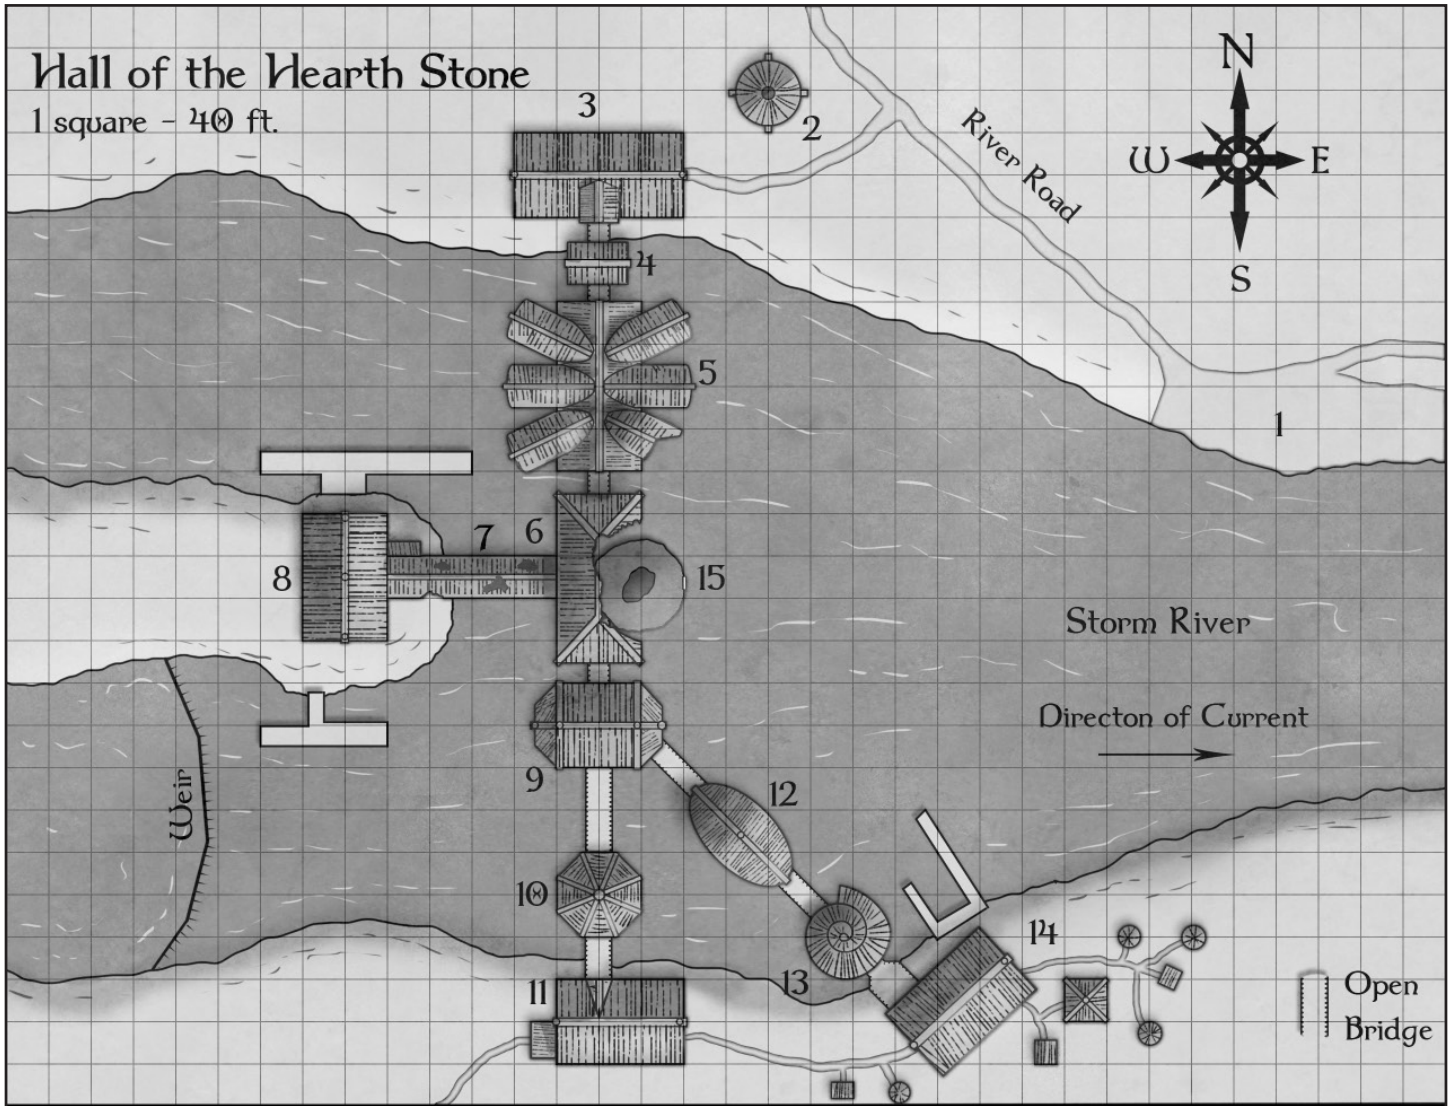 Hall of the Hearth Stone
1 square - 40 ft.
N
W
E
S
River Road
1
2
3
4
5
6
7
8
15
Storm River
Directon of Current
Weir
9
10
11
12
13
14
Open
Bridge